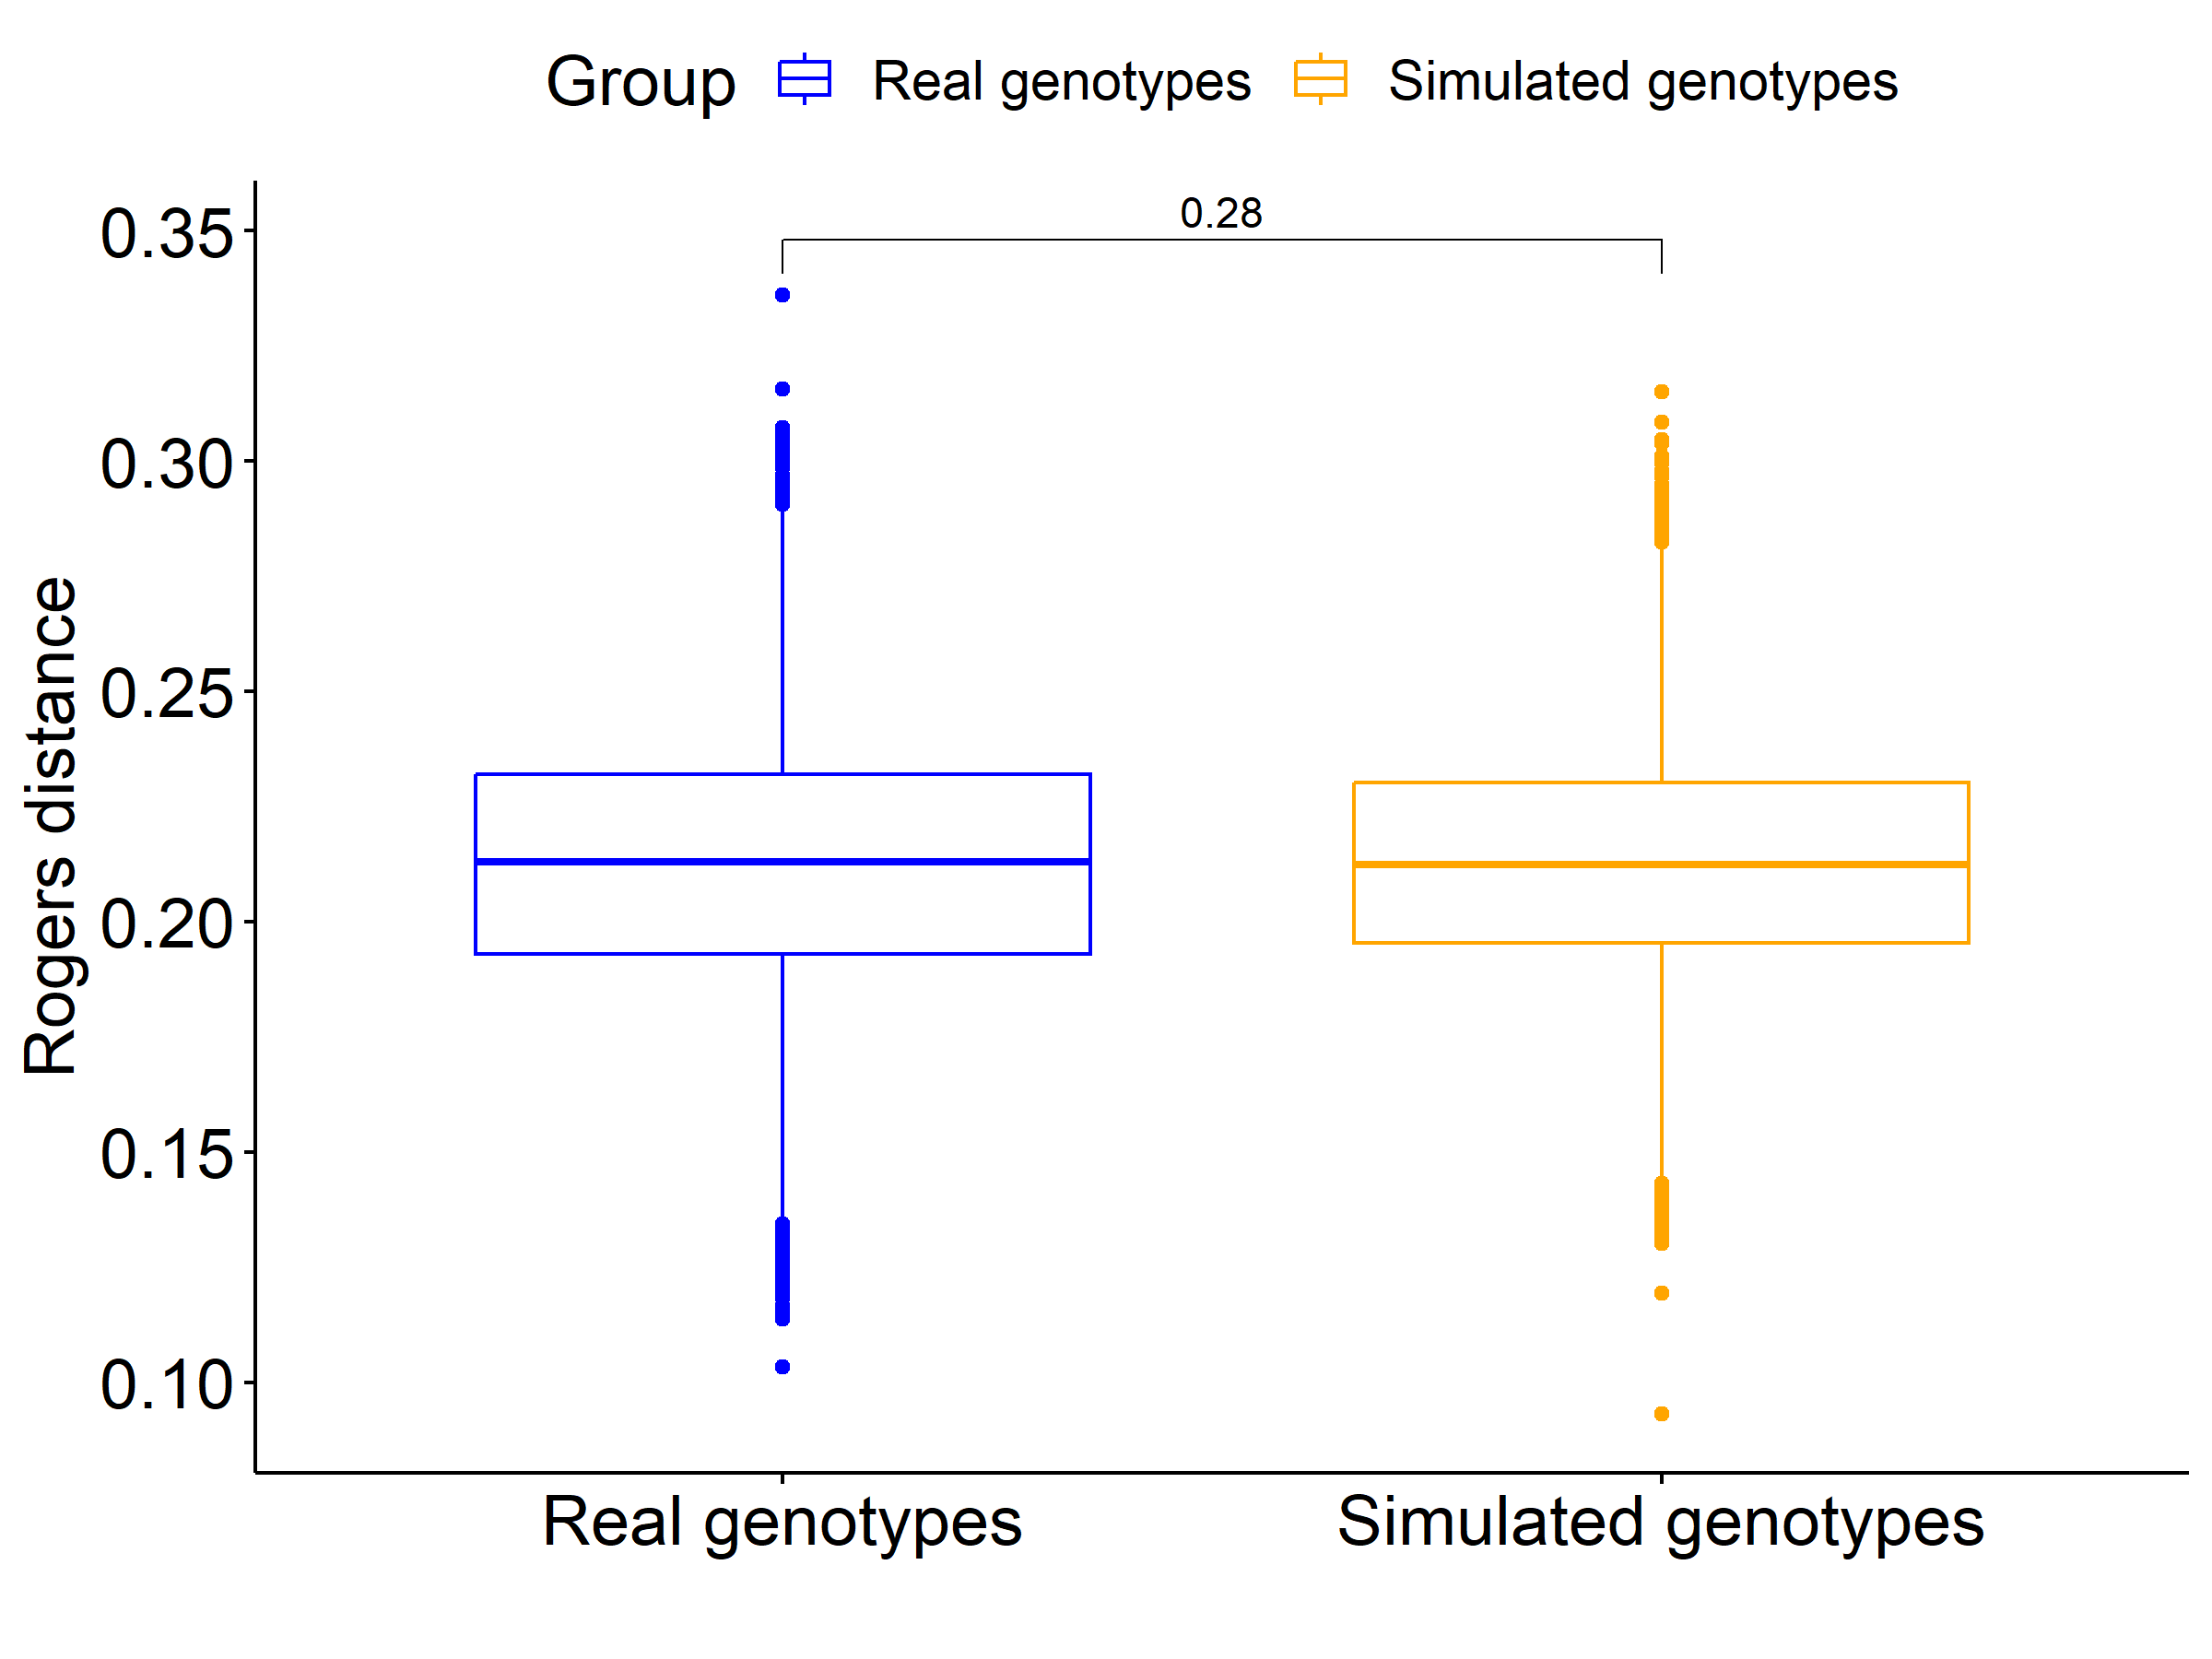 Group Real genotypes Simulated genotypes
0.28
0.35
0.30
0.25
0.20
0.15
0.10
Rogers distance
Real genotypes Simulated genotypes